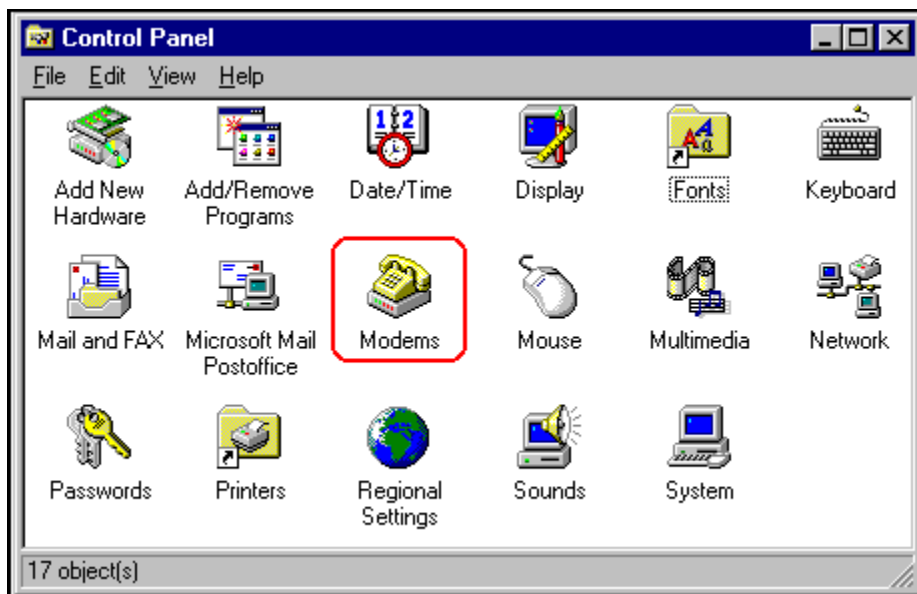 Control Panel
File Edit View Help
Add New Hardware
Add/Remove Programs
Date/Time
Display
Fonts
Keyboard
Mail and FAX
Microsoft Mail Postoffice
Modems
Mouse
Multimedia
Network
Passwords
Printers
Regional Settings
Sounds
System
17 object(s)